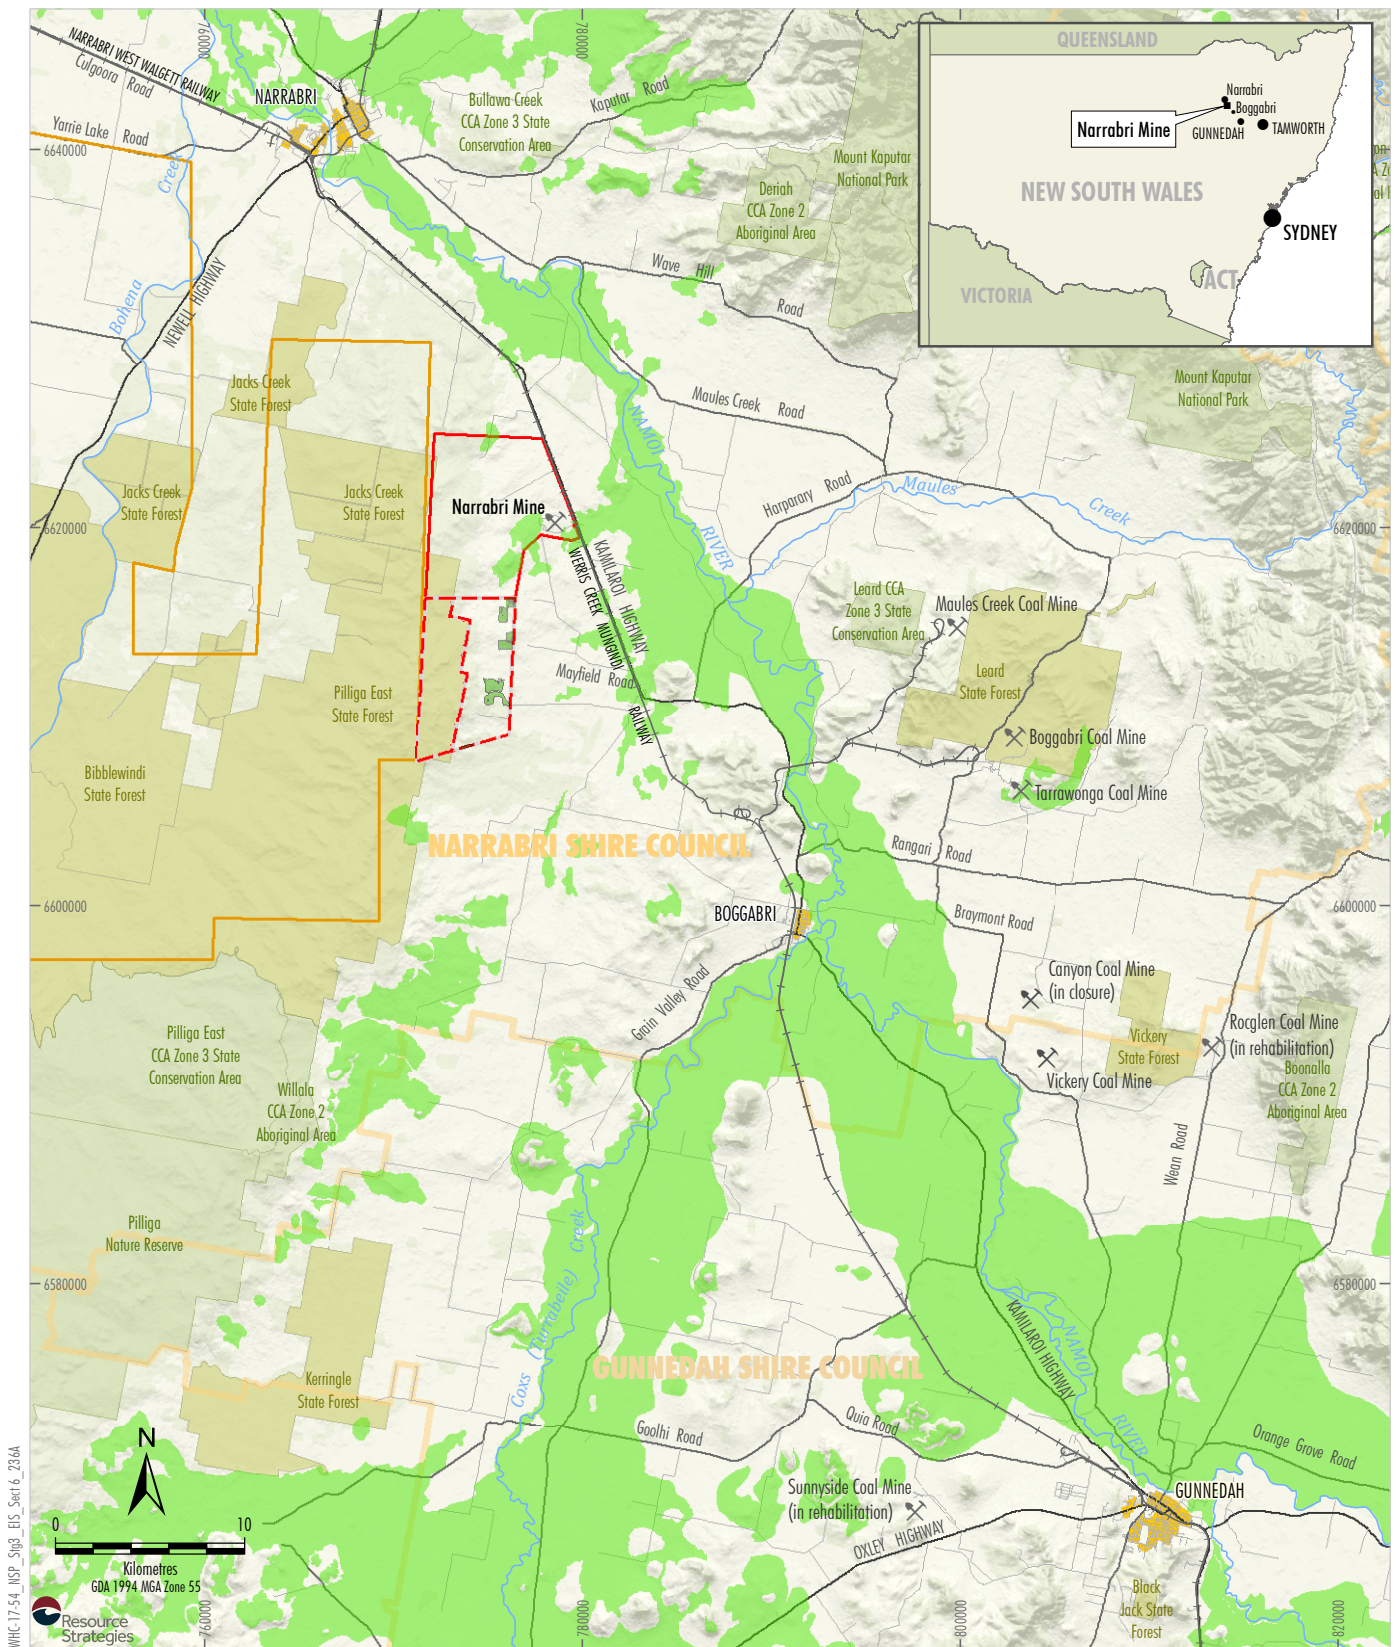 760000
780000
NARRABRI WEST WALGETT RAILWAY
Culgoora Road
NARRABRI
Yarrie Lake Road
6640000
Creek
Bohena
NEWELL HIGHWAY
Bullawa Creek
CCA Zone 3 State
Conservation Area
Kaputar Road
Deriah
CCA Zone 2
Aboriginal Area
Mount Kaputar
National Park
QUEENSLAND
Narrabri
Boggabri
Narrabri Mine
GUNNEDAH
TAMWORTH
NEW SOUTH WALES
SYDNEY
ACT
VICTORIA
Wave Hill
Road
Mount Kaputar
National Park
Jacks Creek
State Forest
Maules Creek Road
NAMOI
RIVER
Jacks Creek
State Forest
Jacks Creek
State Forest
Narrabri Mine
Harparary Road
Maules
Creek
6620000
6620000
KAMILAROI HIGHWAY
WERRIS CREEK MUNGINDI
RAILWAY
Mayfield Road
Leard CCA
Zone 3 State
Conservation Area
Maules Creek Coal Mine
Leard
State Forest
Pilliga East
State Forest
Boggabri Coal Mine
Tarrawonga Coal Mine
Bibblewindi
State Forest
NARRABRI SHIRE COUNCIL
Rangari Road
6600000
6600000
BOGGABRI
Braymont Road
Grain Valley Road
Canyon Coal Mine
(in closure)
Pilliga East
CCA Zone 3 State
Conservation Area
Vickery
State Forest
Rocglen Coal Mine
(in rehabilitation)
Vickery Coal Mine
Boonalla
CCA Zone 2
Aboriginal Area
Willala
CCA Zone 2
Aboriginal Area
Wean Road
Pilliga
Nature Reserve
Coxs (Turrabeile) Creek
6580000
6580000
KAMILAROI HIGHWAY
NAMOI
RIVER
GUNNEDAH SHIRE COUNCIL
Kerringle
State Forest
Goolhi Road
Quia Road
Orange Grove Road
Sunnyside Coal Mine
(in rehabilitation)
OXLEY HIGHWAY
GUNNEDAH
Black
Jack State
Forest
N
0 10
Kilometres
GDA 1994 MGA Zone 55
Resource
Strategies
WHC-17-54_NSP_Stg3_EIS_Sect 6_236A
760000
780000
800000
820000